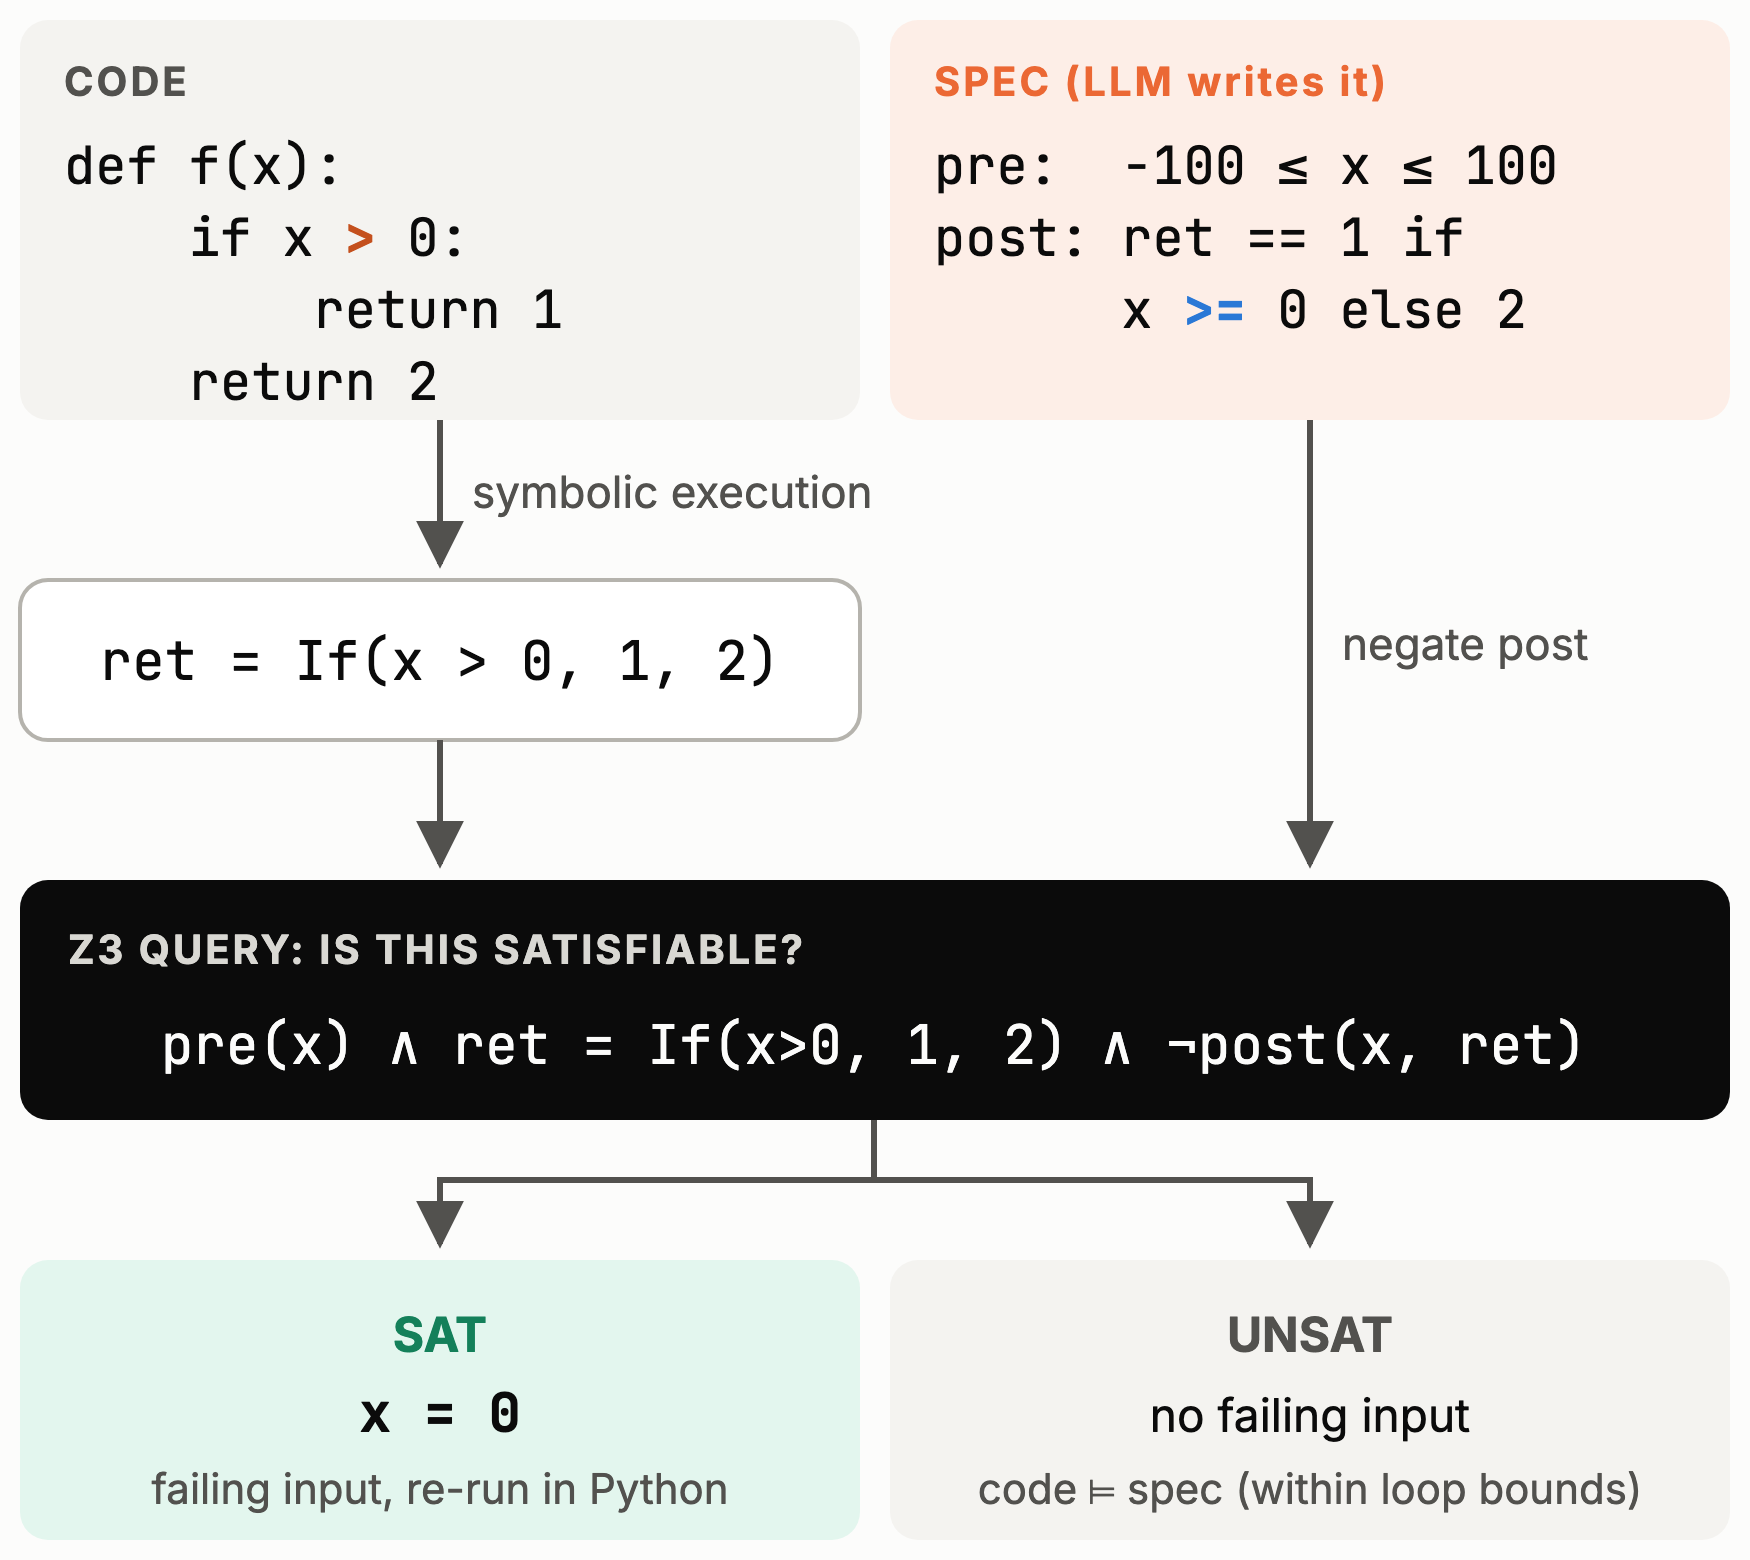 CODE
def f(x):
    if x > 0:
        return 1
    return 2
SPEC (LLM writes it)
pre:  -100 ≤ x ≤ 100
post: ret == 1 if
      x >= 0 else 2
symbolic execution
ret = If(x > 0, 1, 2)
negate post
Z3 QUERY: IS THIS SATISFIABLE?
pre(x) ∧ ret = If(x>0, 1, 2) ∧ ¬post(x, ret)
SAT
x = 0
failing input, re-run in Python
UNSAT
no failing input
code ⊨ spec (within loop bounds)